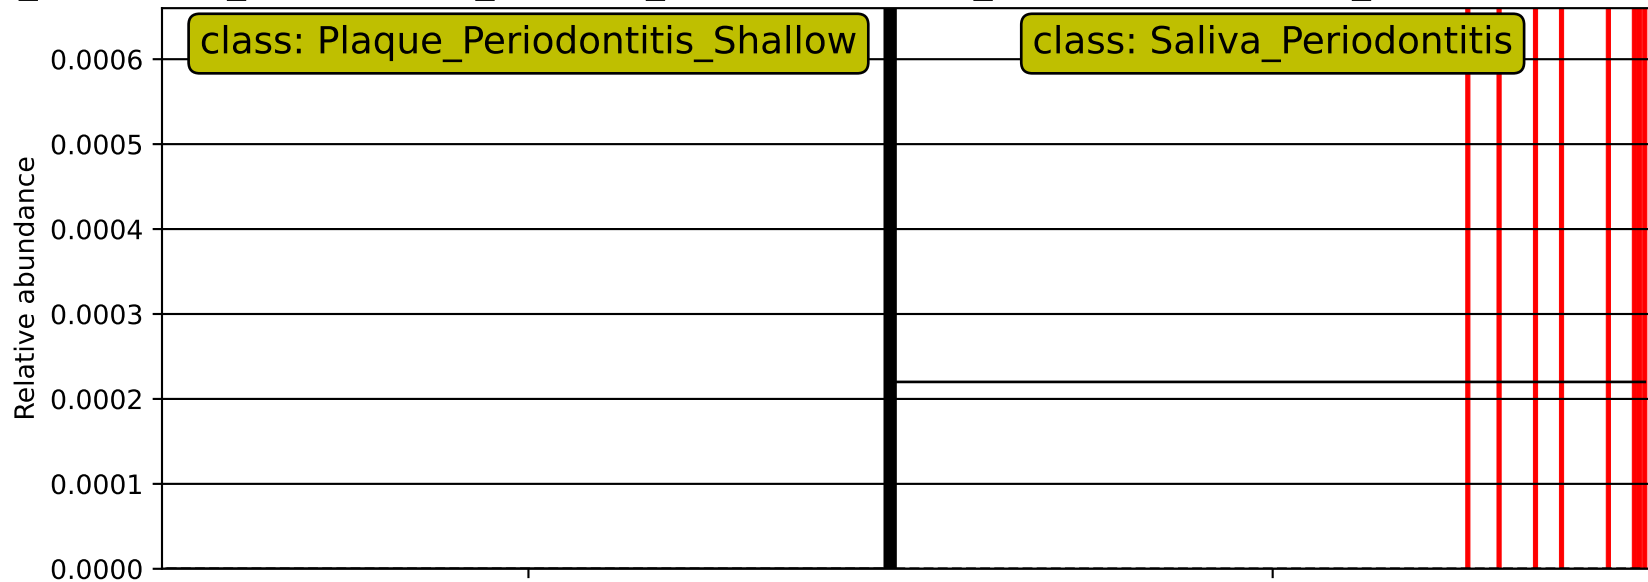 class: Plaque_Periodontitis_Shallow
class: Saliva_Periodontitis
0.0006
0.0005
0.0004
0.0003
0.0002
0.0001
0.0000
Relative abundance